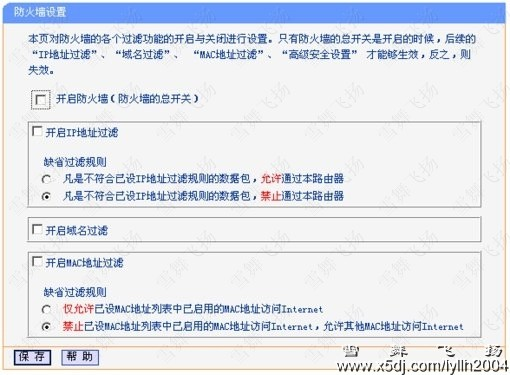 防火墙设置
本页对防火墙的各个过滤功能的开启与关闭进行设置。只有防火墙的总开关是开启的时候，后续的
“IP地址过滤”、“域名过滤”、“MAC地址过滤”、“高级安全设置” 才能够生效，反之，则
失效。
开启防火墙（防火墙的总开关）
开启IP地址过滤
缺省过滤规则
凡是不符合已设IP地址过滤规则的数据包，允许通过本路由器
凡是不符合已设IP地址过滤规则的数据包，禁止通过本路由器
开启域名过滤
开启MAC地址过滤
缺省过滤规则
仅允许已设MAC地址列表中已启用的MAC地址访问Internet
禁止已设MAC地址列表中已启用的MAC地址访问Internet，允许其他MAC地址访问Internet
保 存 帮 助
雪 舞 飞 扬
www.x5dj.com/lyllh2004